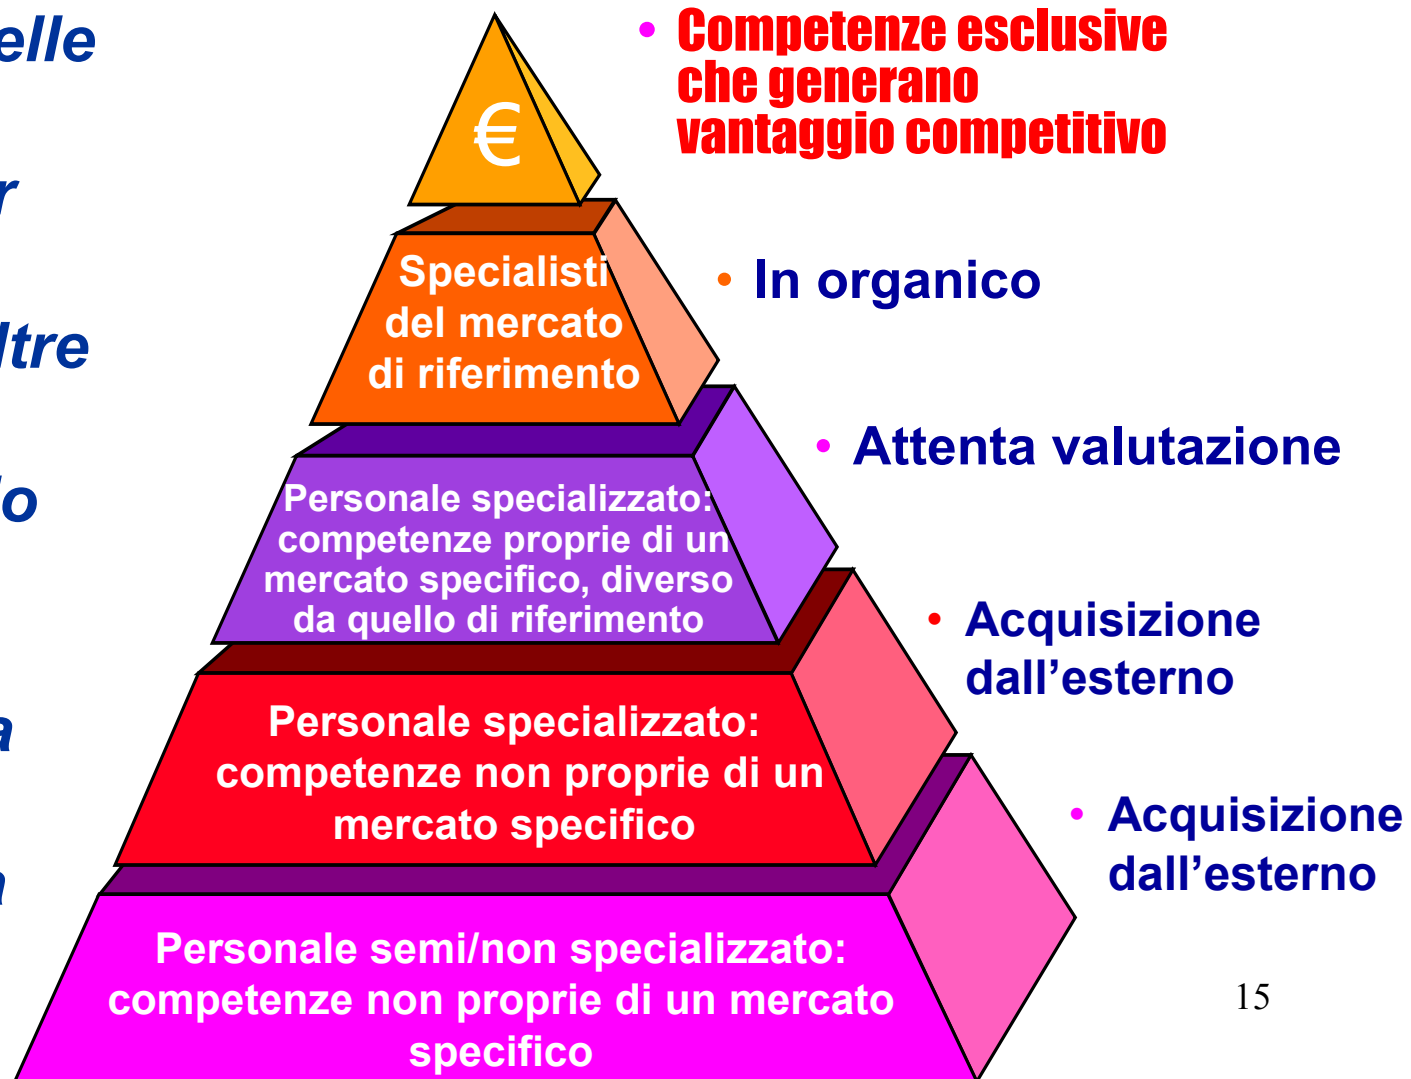 elle
r
ltre
lo
a
a
€
• Competenze esclusive
che generano
vantaggio competitivo
Specialisti
del mercato
di riferimento
• In organico
Personale specializzato:
competenze proprie di un
mercato specifico, diverso
da quello di riferimento
• Attenta valutazione
Personale specializzato:
competenze non proprie di un
mercato specifico
• Acquisizione
dall’esterno
Personale semi/non specializzato:
competenze non proprie di un mercato
specifico
• Acquisizione
dall’esterno
15